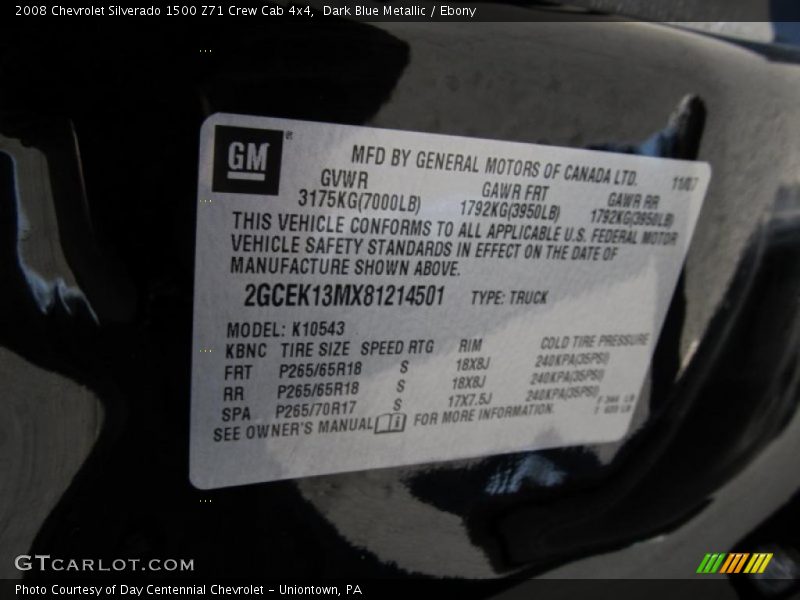 2008 Chevrolet Silverado 1500 Z71 Crew Cab 4x4,  Dark Blue Metallic / Ebony
GM
MFD BY GENERAL MOTORS OF CANADA LTD. 11/07
GVWR GAWR FRT GAWR RR
3175KG(7000LB) 1792KG(3950LB) 1792KG(3950LB)
THIS VEHICLE CONFORMS TO ALL APPLICABLE U.S. FEDERAL MOTOR
VEHICLE SAFETY STANDARDS IN EFFECT ON THE DATE OF
MANUFACTURE SHOWN ABOVE.
2GCEK13MX81214501 TYPE: TRUCK
MODEL: K10543
KBNC TIRE SIZE SPEED RTG RIM COLD TIRE PRESSURE
FRT P265/65R18 S 18X8J 240KPA(35PSI)
RR P265/65R18 S 18X8J 240KPA(35PSI)
SPA P265/70R17 S 17X7.5J 240KPA(35PSI)
SEE OWNER'S MANUAL FOR MORE INFORMATION.
GTCARLOT.COM
Photo Courtesy of Day Centennial Chevrolet - Uniontown, PA